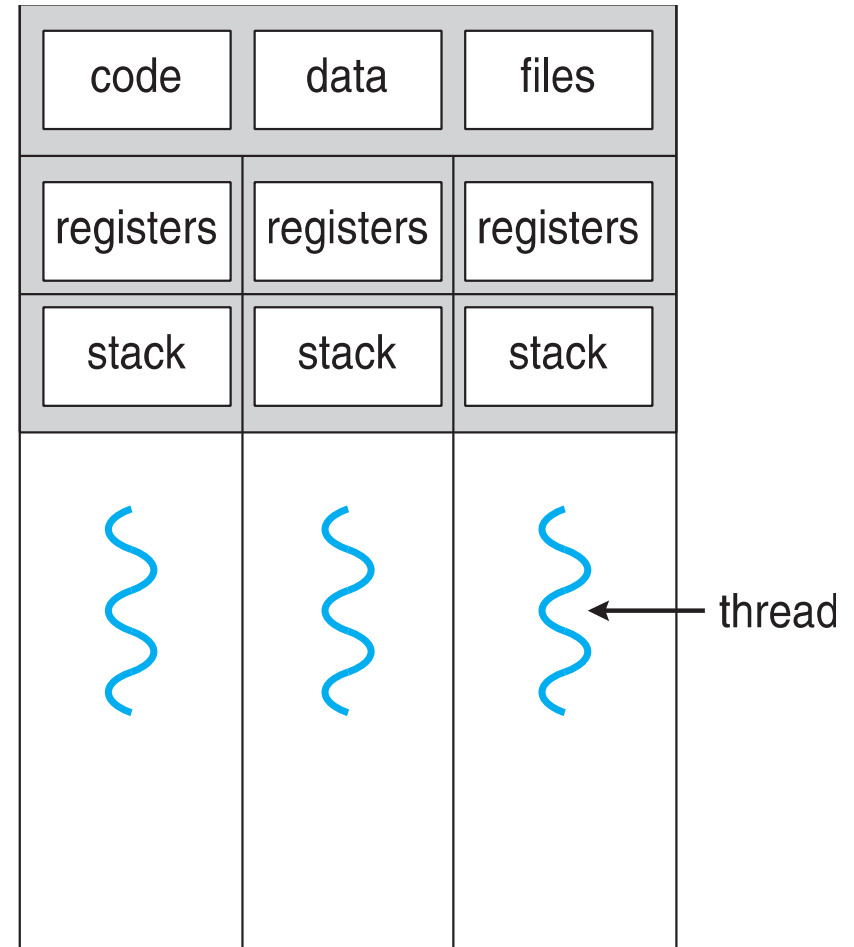 code data files
registers registers registers
stack stack stack
thread